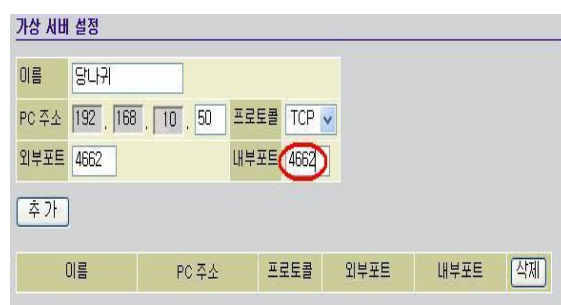 가상 서버 설정
이름 당나귀
PC 주소 192 . 168 . 10 . 50 프로토콜 TCP
외부포트 4662 내부포트 4662
추가
이름 PC 주소 프로토콜 외부포트 내부포트 삭제